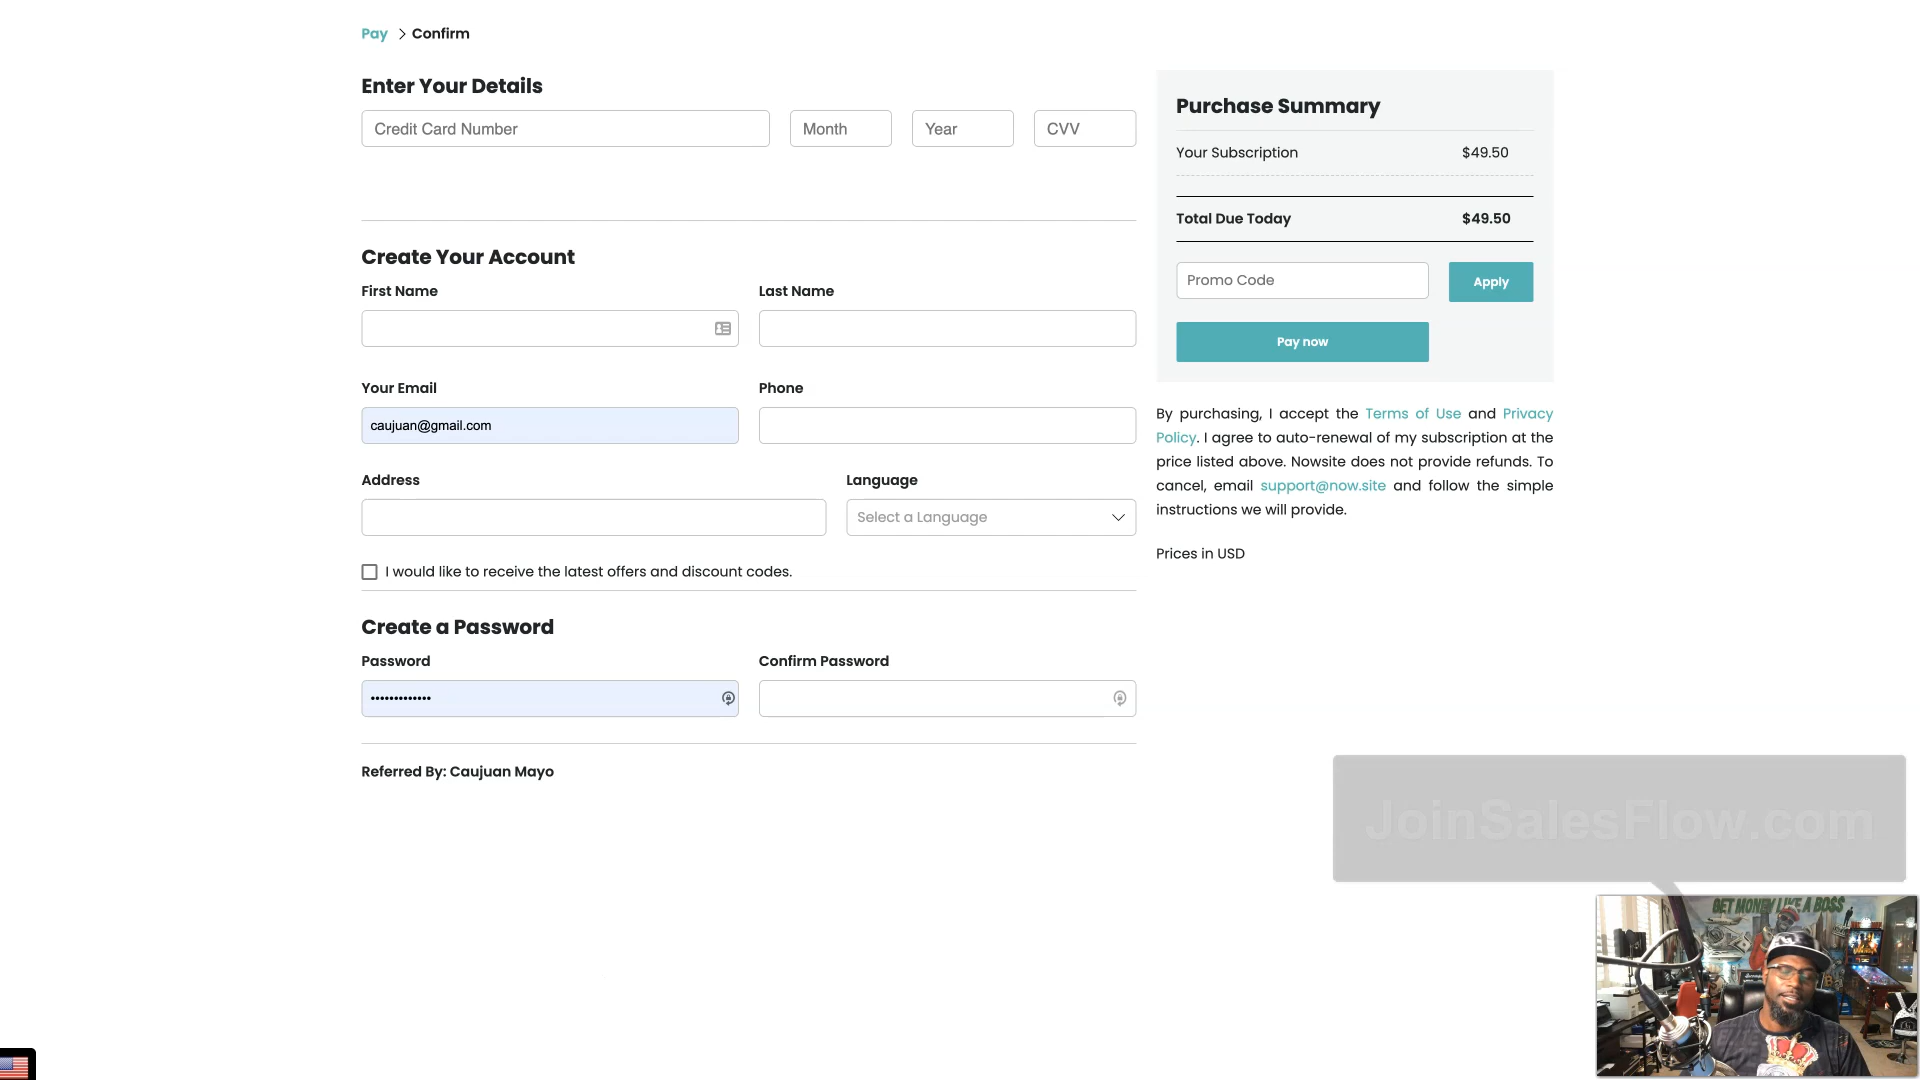 Pay > Confirm
Enter Your Details
Credit Card Number Month Year CVV
Create Your Account
First Name Last Name
Your Email Phone
caujuan@gmail.com
Address Language
Select a Language
I would like to receive the latest offers and discount codes.
Create a Password
Password Confirm Password
•••••••••••••
Referred By: Caujuan Mayo
Purchase Summary
Your Subscription $49.50
Total Due Today $49.50
Promo Code Apply
Pay now
By purchasing, I accept the Terms of Use and Privacy
Policy. I agree to auto-renewal of my subscription at the
price listed above. Nowsite does not provide refunds. To
cancel, email support@now.site and follow the simple
instructions we will provide.
Prices in USD
JoinSalesFlow.com
GET MONEY LIKE A BOSS